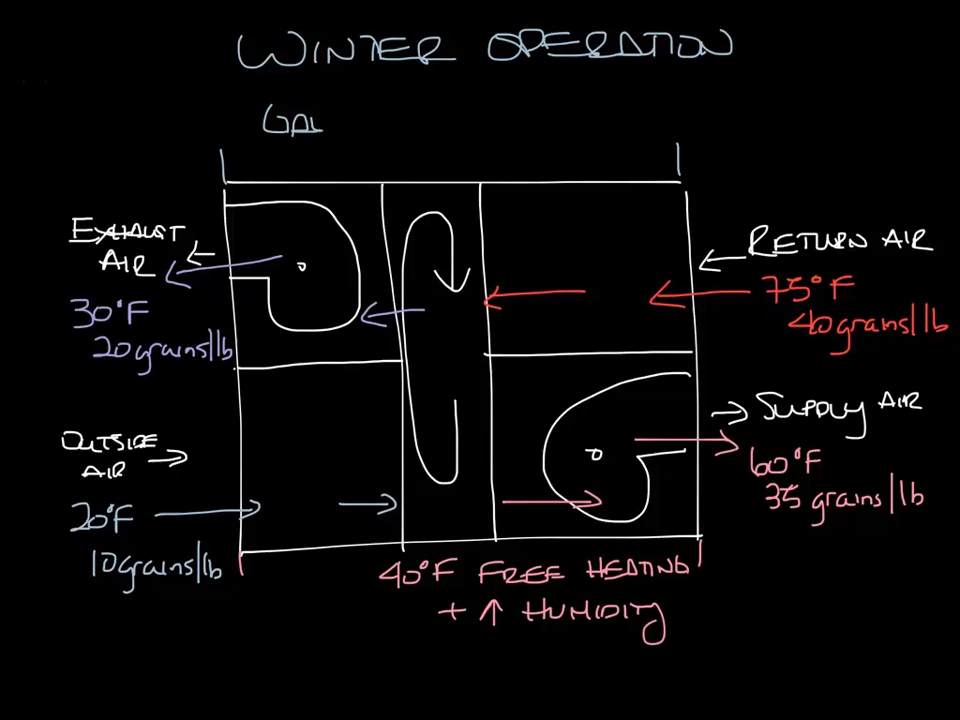 WINTER OPERATION
GAI
EXHAUST
AIR
30°F
20grains/lb
RETURN AIR
75°F
40grains/lb
SUPPLY AIR
60°F
35 grains/lb
OUTSIDE
AIR
20°F
10grains/lb
40°F FREE HEATING
+ ↑ HUMIDITY